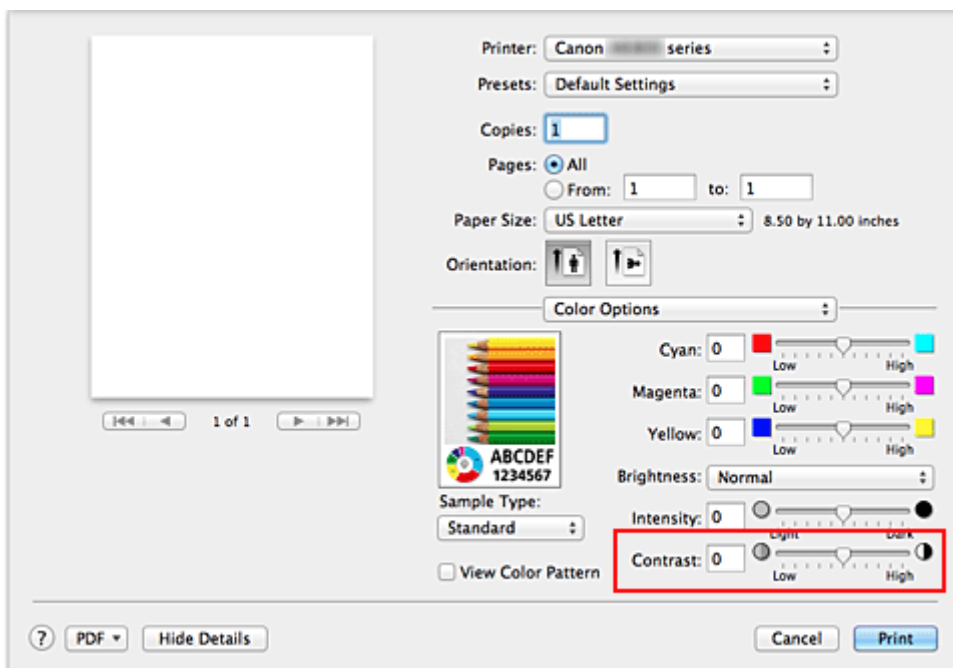 Printer: Canon series
Presets: Default Settings
Copies: 1
Pages: All
From: 1 to: 1
Paper Size: US Letter 8.50 by 11.00 inches
Orientation:
Color Options
1 of 1
ABCDEF
1234567
Sample Type:
Standard
View Color Pattern
Cyan: 0
Low High
Magenta: 0
Low High
Yellow: 0
Low High
Brightness: Normal
Intensity: 0
Light Dark
Contrast: 0
Low High
? PDF Hide Details Cancel Print